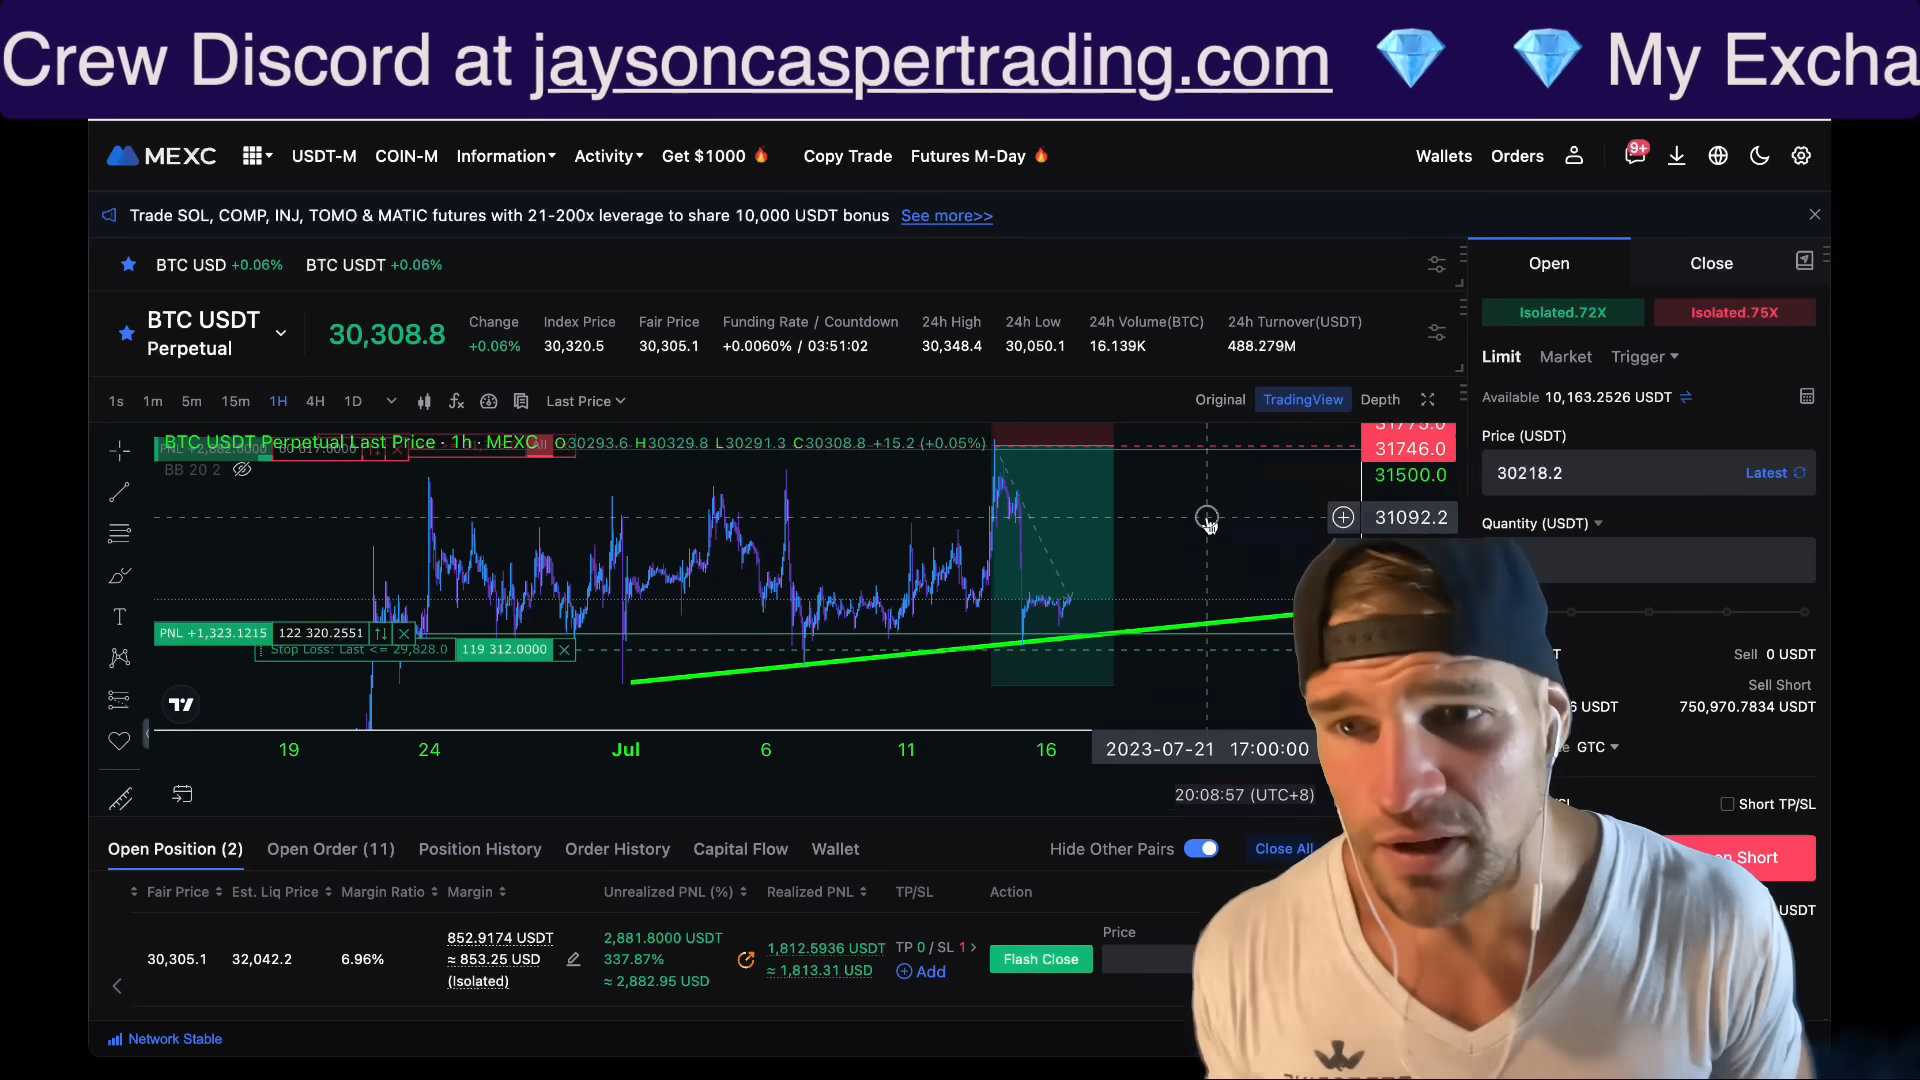 Crew Discord at jaysoncaspertrading.com 💎 💎 My Excha
MEXC USDT-M COIN-M Information Activity Get $1000 🔥 Copy Trade Futures M-Day 🔥 Wallets Orders 9+
Trade SOL, COMP, INJ, TOMO & MATIC futures with 21-200x leverage to share 10,000 USDT bonus See more>>
BTC USD +0.06% BTC USDT +0.06%
Open Close
BTC USDT Perpetual 30,308.8
Change Index Price Fair Price Funding Rate / Countdown 24h High 24h Low 24h Volume(BTC) 24h Turnover(USDT)
+0.06% 30,320.5 30,305.1 +0.0060% / 03:51:02 30,348.4 30,050.1 16.139K 488.279M
Isolated.72X Isolated.75X
Limit Market Trigger
1s 1m 5m 15m 1H 4H 1D Last Price Original TradingView Depth
Available 10,163.2526 USDT
Price (USDT)
30218.2 Latest
Quantity (USDT)
BTC USDT Perpetual Last Price · 1h · MEXC O30293.6 H30329.8 L30291.3 C30308.8 +15.2 (+0.05%)
BB 20 2
31775.0
31746.0
31500.0
31092.2
PNL +1,323.1215 122 320.2551
Stop Loss: Last <= 29,828.0 119 312.0000
Sell 0 USDT
Sell Short
USDT 750,970.7834 USDT
GTC
19 24 Jul 6 11 16 2023-07-21 17:00:00
20:08:57 (UTC+8)
Short TP/SL
Short
USDT
Open Position (2) Open Order (11) Position History Order History Capital Flow Wallet Hide Other Pairs Close All
Fair Price Est. Liq Price Margin Ratio Margin Unrealized PNL (%) Realized PNL TP/SL Action
Price
30,305.1 32,042.2 6.96%
852.9174 USDT
≈ 853.25 USD
(Isolated)
2,881.8000 USDT
337.87%
≈ 2,882.95 USD
1,812.5936 USDT
≈ 1,813.31 USD
TP 0 / SL 1 >
Add
Flash Close
Network Stable